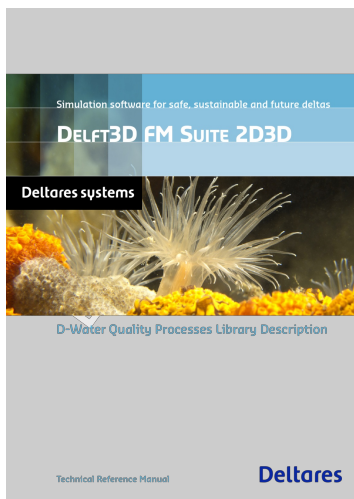 Simulation software for safe, sustainable and future deltas
DELFT3D FM SUITE 2D3D
Deltares systems
D-Water Quality Processes Library Description
Technical Reference Manual
Deltares